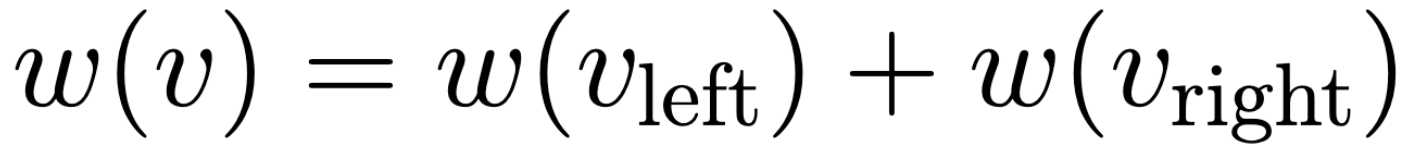 w(v) = w(v_left) + w(v_right)